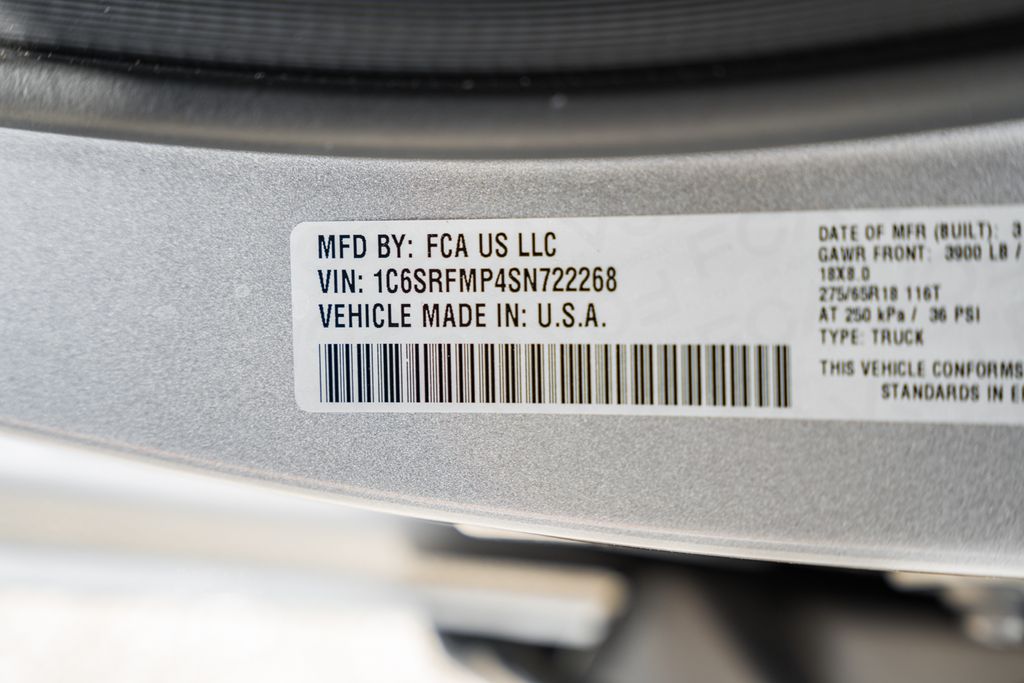 MFD BY: FCA US LLC
VIN: 1C6SRFMP4SN722268
VEHICLE MADE IN: U.S.A.
DATE OF MFR (BUILT): 3
GAWR FRONT: 3900 LB /
18X8.0
275/65R18 116T
AT 250 kPa / 36 PSI
TYPE: TRUCK
THIS VEHICLE CONFORMS
STANDARDS IN